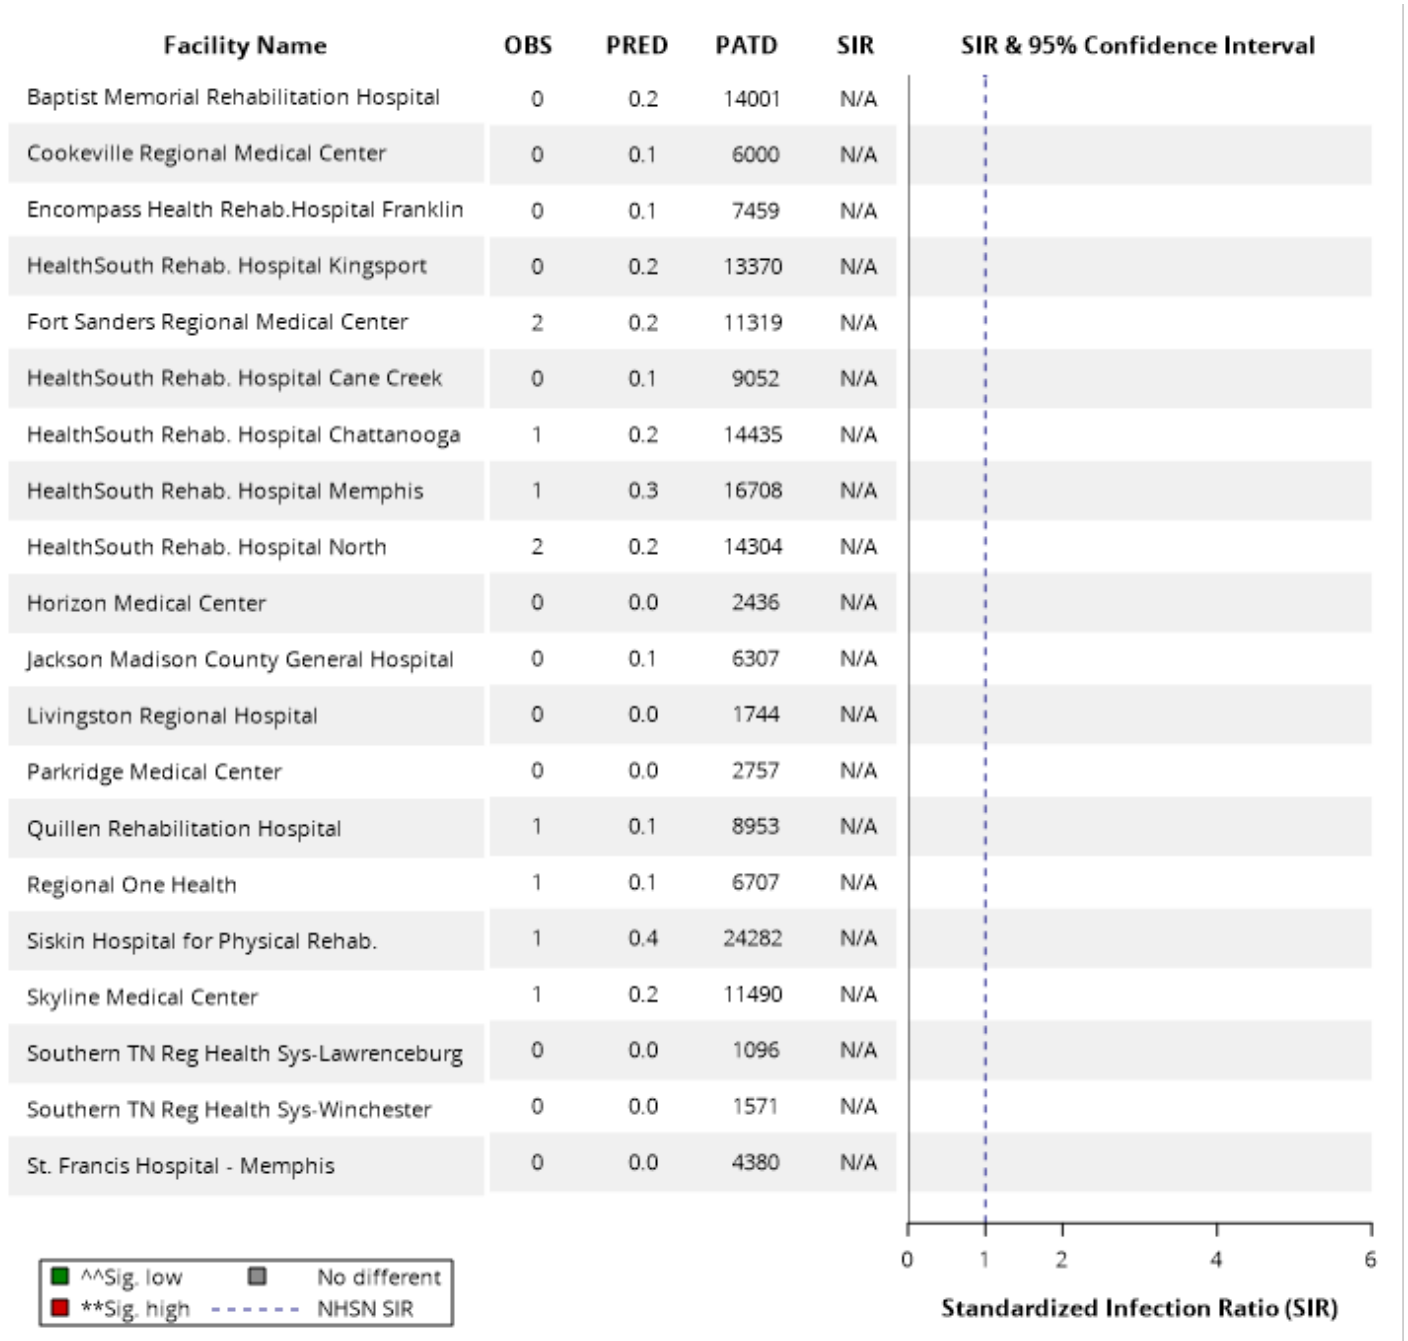 Facility Name OBS PRED PATD SIR SIR & 95% Confidence Interval
Baptist Memorial Rehabilitation Hospital 0 0.2 14001 N/A
Cookeville Regional Medical Center 0 0.1 6000 N/A
Encompass Health Rehab.Hospital Franklin 0 0.1 7459 N/A
HealthSouth Rehab. Hospital Kingsport 0 0.2 13370 N/A
Fort Sanders Regional Medical Center 2 0.2 11319 N/A
HealthSouth Rehab. Hospital Cane Creek 0 0.1 9052 N/A
HealthSouth Rehab. Hospital Chattanooga 1 0.2 14435 N/A
HealthSouth Rehab. Hospital Memphis 1 0.3 16708 N/A
HealthSouth Rehab. Hospital North 2 0.2 14304 N/A
Horizon Medical Center 0 0.0 2436 N/A
Jackson Madison County General Hospital 0 0.1 6307 N/A
Livingston Regional Hospital 0 0.0 1744 N/A
Parkridge Medical Center 0 0.0 2757 N/A
Quillen Rehabilitation Hospital 1 0.1 8953 N/A
Regional One Health 1 0.1 6707 N/A
Siskin Hospital for Physical Rehab. 1 0.4 24282 N/A
Skyline Medical Center 1 0.2 11490 N/A
Southern TN Reg Health Sys-Lawrenceburg 0 0.0 1096 N/A
Southern TN Reg Health Sys-Winchester 0 0.0 1571 N/A
St. Francis Hospital - Memphis 0 0.0 4380 N/A
0 1 2 4 6
^^Sig. low No different
**Sig. high NHSN SIR
Standardized Infection Ratio (SIR)